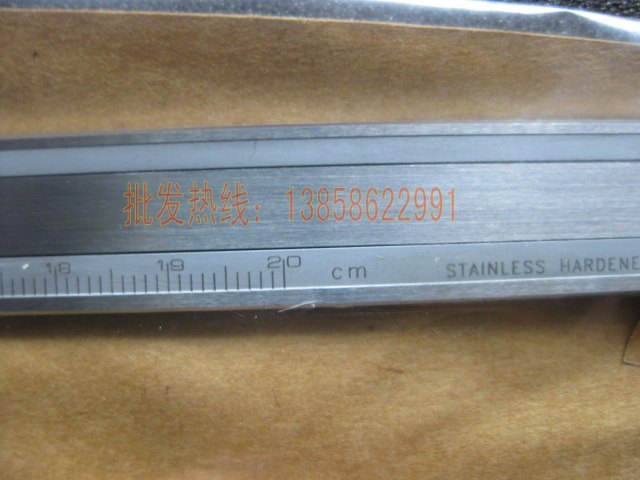 批发热线：13858622991
18 19 20 cm STAINLESS HARDENE